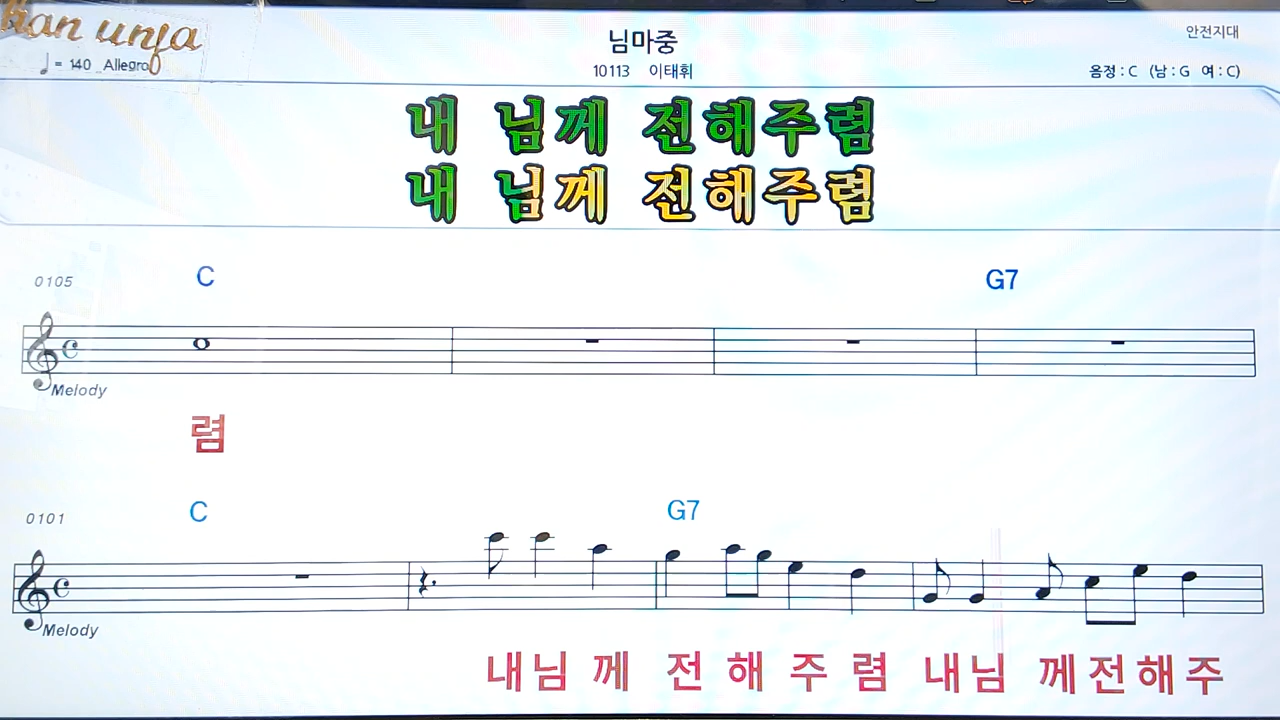 님마중
안전지대
♩ = 140 Allegro
10113 이태휘
음정 : C (남 : G 여 : C)
내 님께 전해주렴
내 님께 전해주렴
0105 C G7
Melody
렴
0101 C G7
Melody
내님 께 전 해 주 렴 내님 께전해주